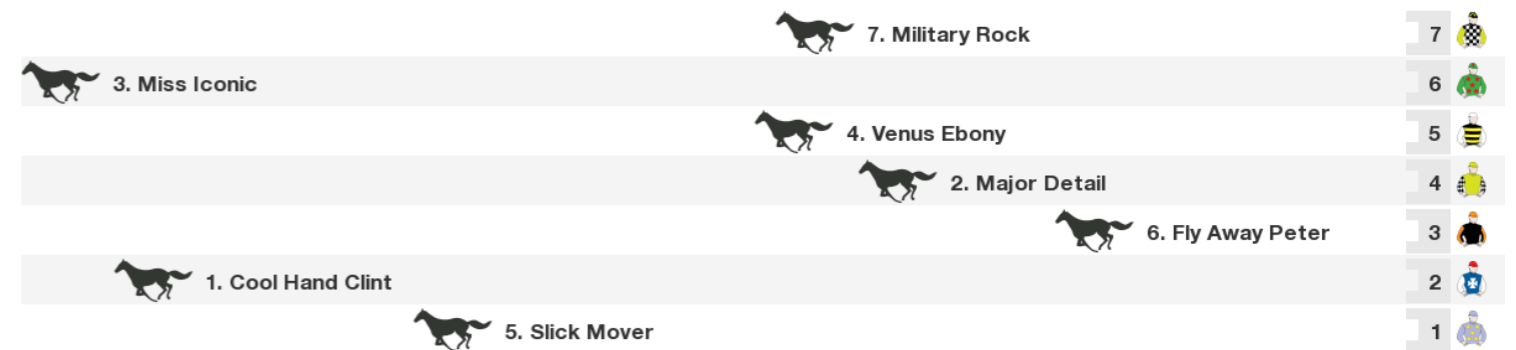 7. Military Rock 7
3. Miss Iconic 6
4. Venus Ebony 5
2. Major Detail 4
6. Fly Away Peter 3
1. Cool Hand Clint 2
5. Slick Mover 1